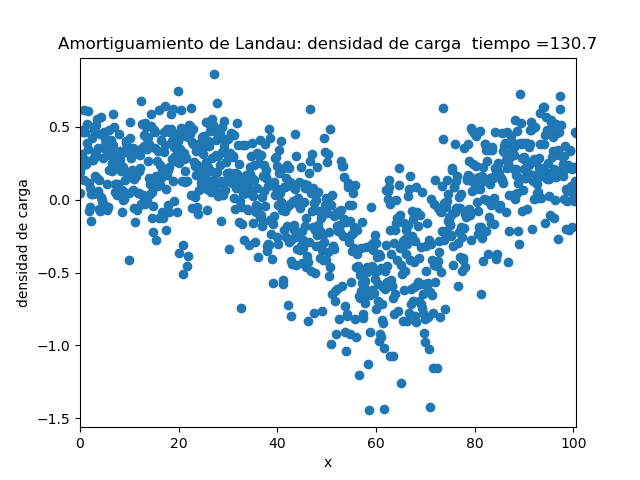 Amortiguamiento de Landau: densidad de carga  tiempo =130.7
densidad de carga
0.5
0.0
−0.5
−1.0
−1.5
0 20 40 60 80 100
x